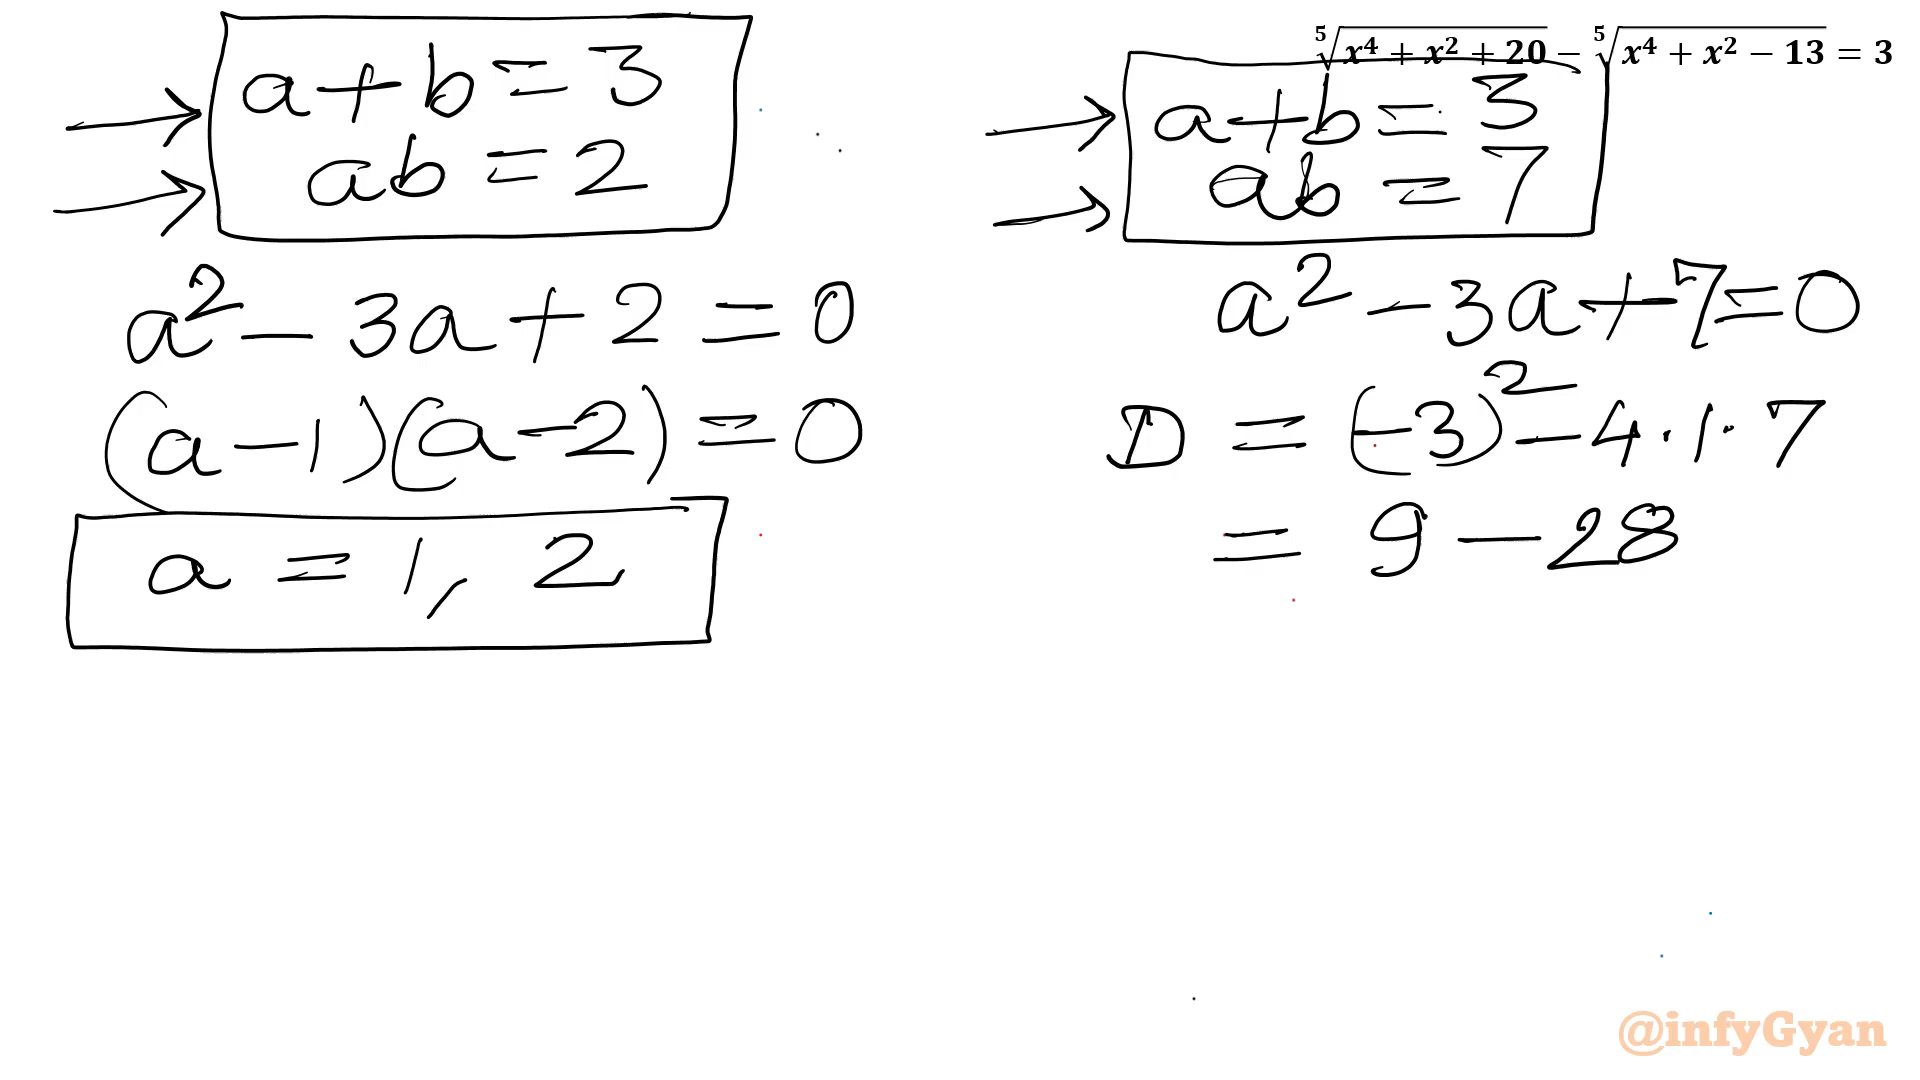 ⁵√(x⁴ + x² + 20) − ⁵√(x⁴ + x² − 13) = 3
a + b = 3
ab = 2
a² − 3a + 2 = 0
(a − 1)(a − 2) = 0
a = 1, 2
a + b = 3
ab = 7
a² − 3a + 7 = 0
D = (−3)² − 4·1·7
= 9 − 28
@infyGyan